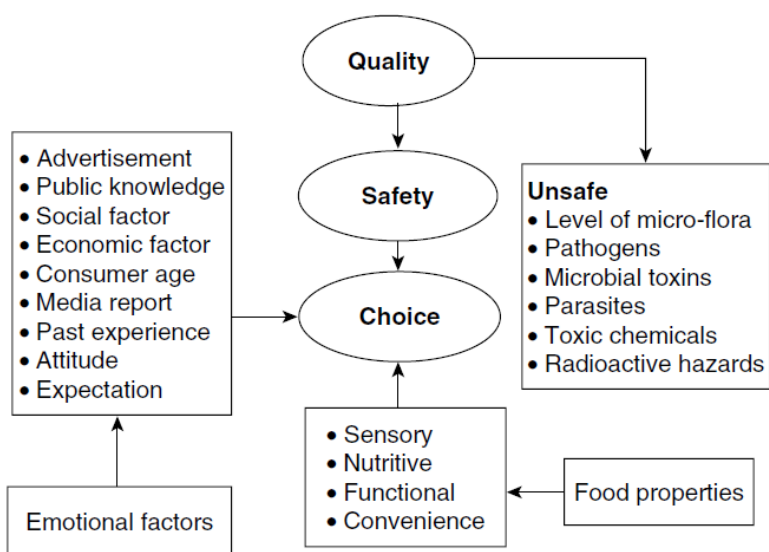 Quality
Safety
Choice
• Advertisement
• Public knowledge
• Social factor
• Economic factor
• Consumer age
• Media report
• Past experience
• Attitude
• Expectation
Emotional factors
Unsafe
• Level of micro-flora
• Pathogens
• Microbial toxins
• Parasites
• Toxic chemicals
• Radioactive hazards
• Sensory
• Nutritive
• Functional
• Convenience
Food properties